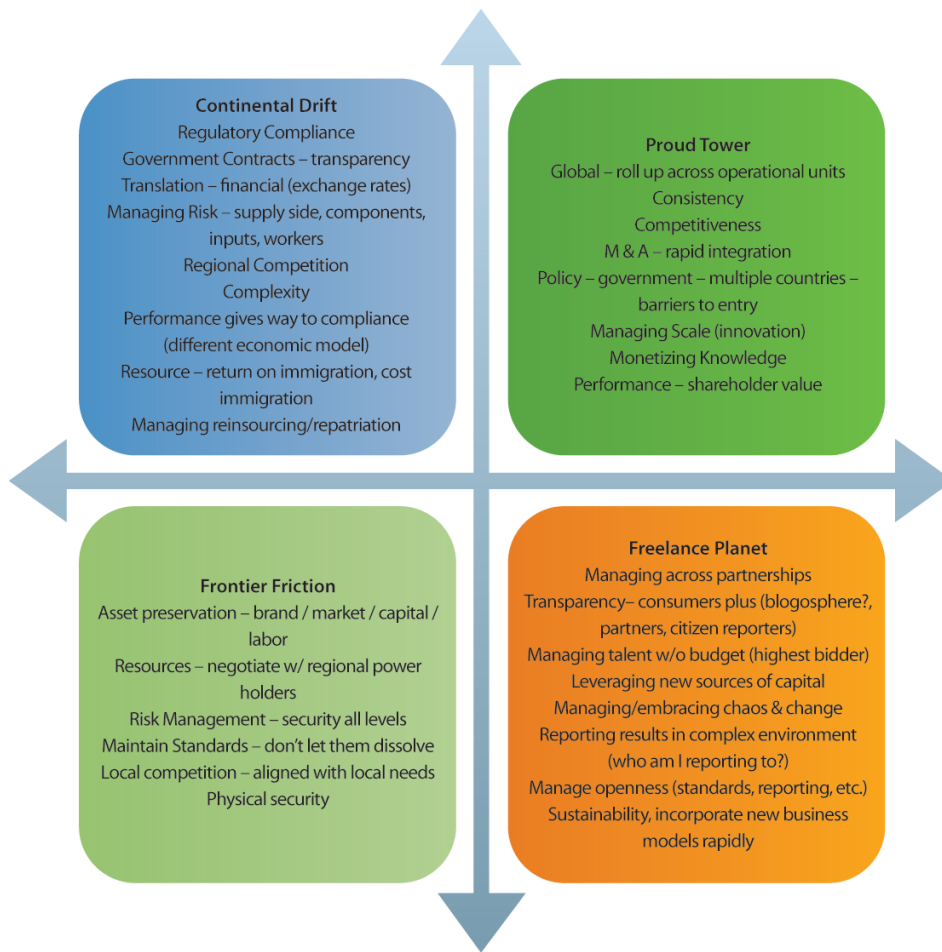 Continental Drift
Regulatory Compliance
Government Contracts – transparency
Translation – financial (exchange rates)
Managing Risk – supply side, components,
inputs, workers
Regional Competition
Complexity
Performance gives way to compliance
(different economic model)
Resource – return on immigration, cost
immigration
Managing reinsourcing/repatriation
Proud Tower
Global – roll up across operational units
Consistency
Competitiveness
M & A – rapid integration
Policy – government – multiple countries –
barriers to entry
Managing Scale (innovation)
Monetizing Knowledge
Performance – shareholder value
Frontier Friction
Asset preservation – brand / market / capital /
labor
Resources – negotiate w/ regional power
holders
Risk Management – security all levels
Maintain Standards – don’t let them dissolve
Local competition – aligned with local needs
Physical security
Freelance Planet
Managing across partnerships
Transparency– consumers plus (blogosphere?,
partners, citizen reporters)
Managing talent w/o budget (highest bidder)
Leveraging new sources of capital
Managing/embracing chaos & change
Reporting results in complex environment
(who am I reporting to?)
Manage openness (standards, reporting, etc.)
Sustainability, incorporate new business
models rapidly